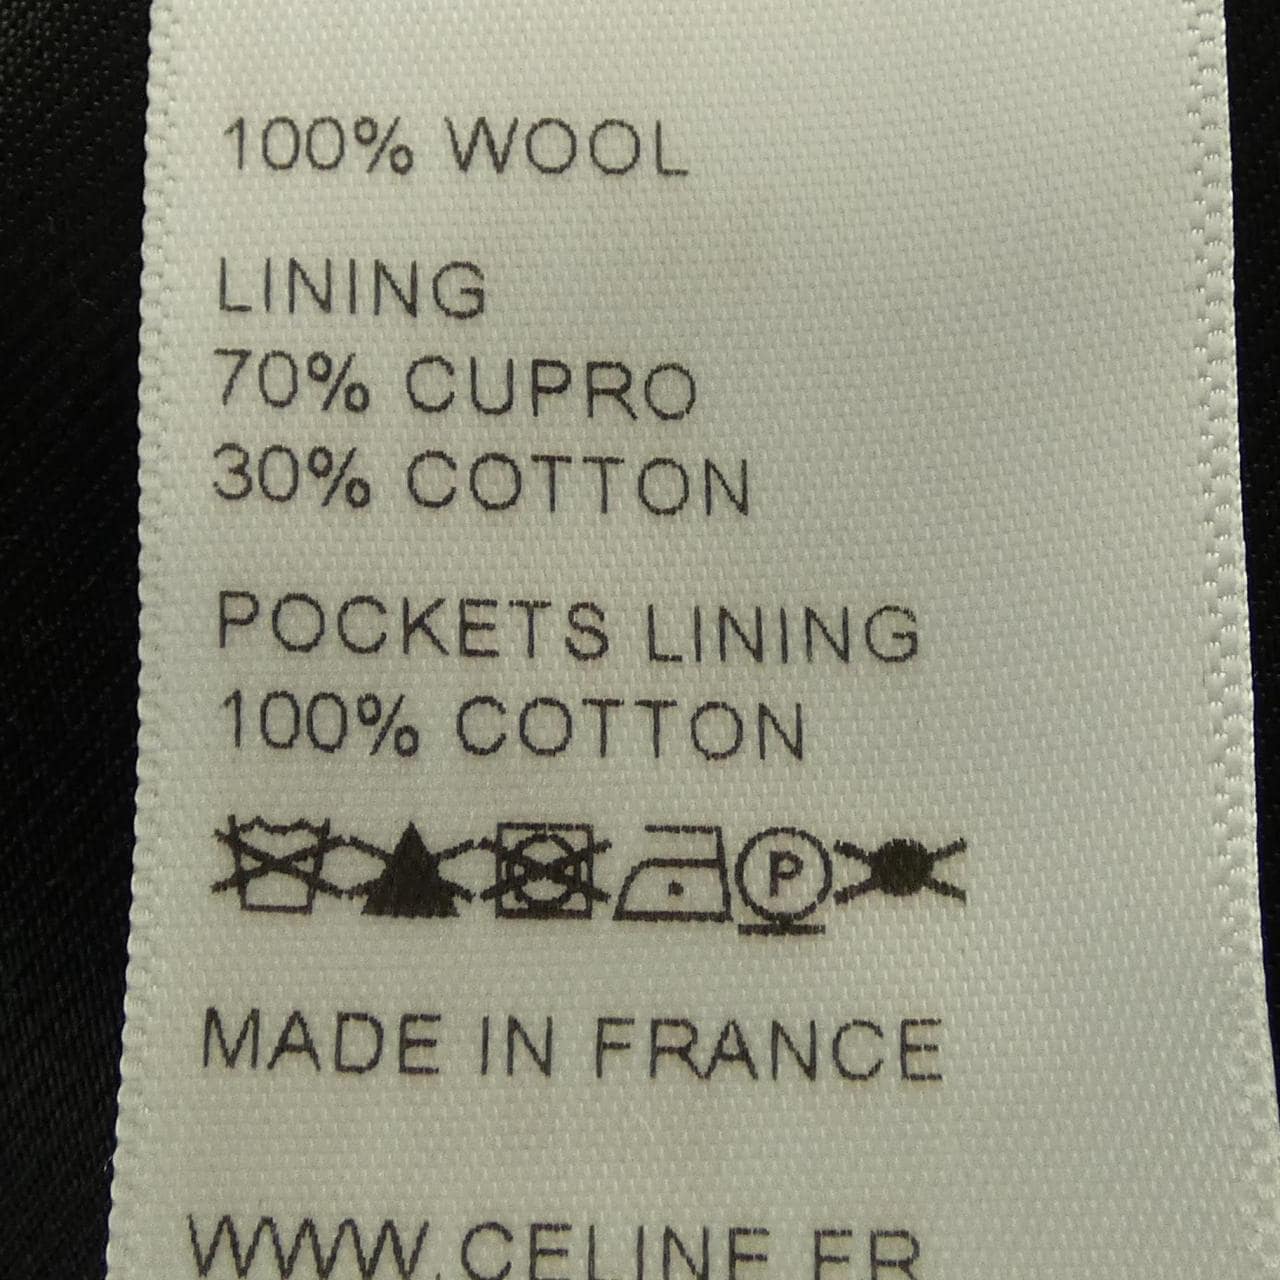 100% WOOL
LINING
70% CUPRO
30% COTTON
POCKETS LINING
100% COTTON
P
MADE IN FRANCE
WWW.CELINE.FR